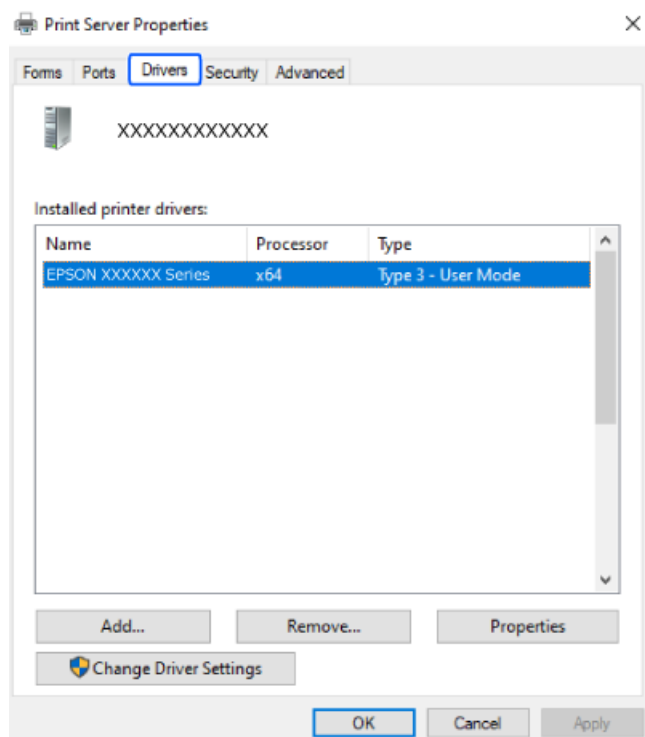 Print Server Properties
Forms Ports Drivers Security Advanced
XXXXXXXXXXXX
Installed printer drivers:
Name Processor Type
EPSON XXXXXX Series x64 Type 3 - User Mode
Add... Remove... Properties
Change Driver Settings
OK Cancel Apply